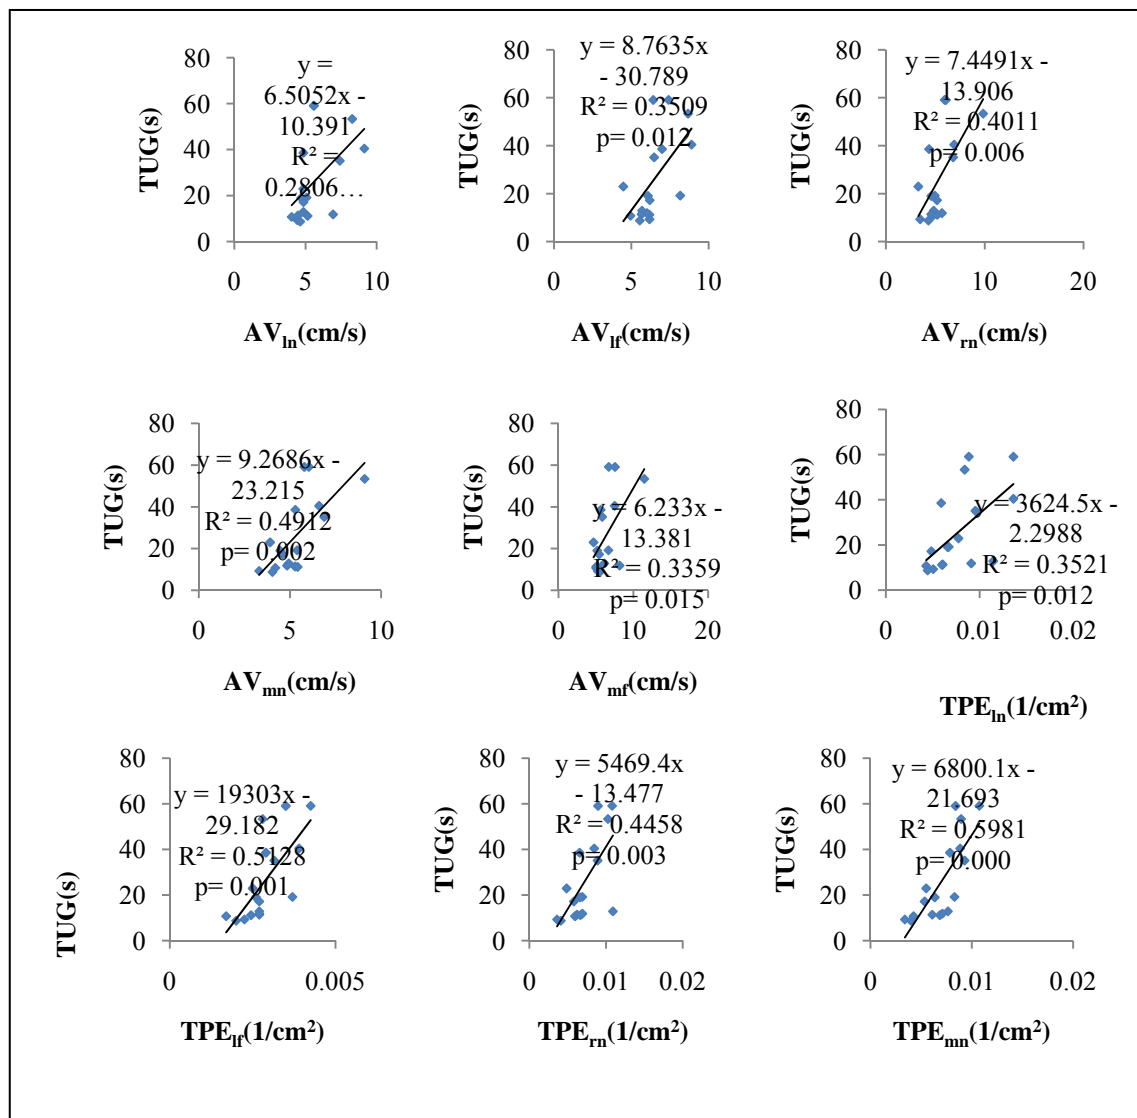 80
60
40
20
0
TUG(s)
y =
6.5052x -
10.391
R² =
0.2806…
0 5 10
AVln(cm/s)
80
60
40
20
0
TUG(s)
y = 8.7635x
- 30.789
R² = 0.3509
p= 0.012
0 5 10
AVlf(cm/s)
80
60
40
20
0
TUG(s)
y = 7.4491x -
13.906
R² = 0.4011
p= 0.006
0 10 20
AVrn(cm/s)
80
60
40
20
0
TUG(s)
y = 9.2686x -
23.215
R² = 0.4912
p= 0.002
0 5 10
AVmn(cm/s)
80
60
40
20
0
TUG(s)
y = 6.233x -
13.381
R² = 0.3359
p= 0.015
0 10 20
AVmf(cm/s)
80
60
40
20
0
TUG(s)
y = 3624.5x -
2.2988
R² = 0.3521
p= 0.012
0 0.01 0.02
TPEln(1/cm²)
80
60
40
20
0
TUG(s)
y = 19303x -
29.182
R² = 0.5128
p= 0.001
0 0.005
TPElf(1/cm²)
80
60
40
20
0
TUG(s)
y = 5469.4x
- 13.477
R² = 0.4458
p= 0.003
0 0.01 0.02
TPErn(1/cm²)
80
60
40
20
0
TUG(s)
y = 6800.1x -
21.693
R² = 0.5981
p= 0.000
0 0.01 0.02
TPEmn(1/cm²)